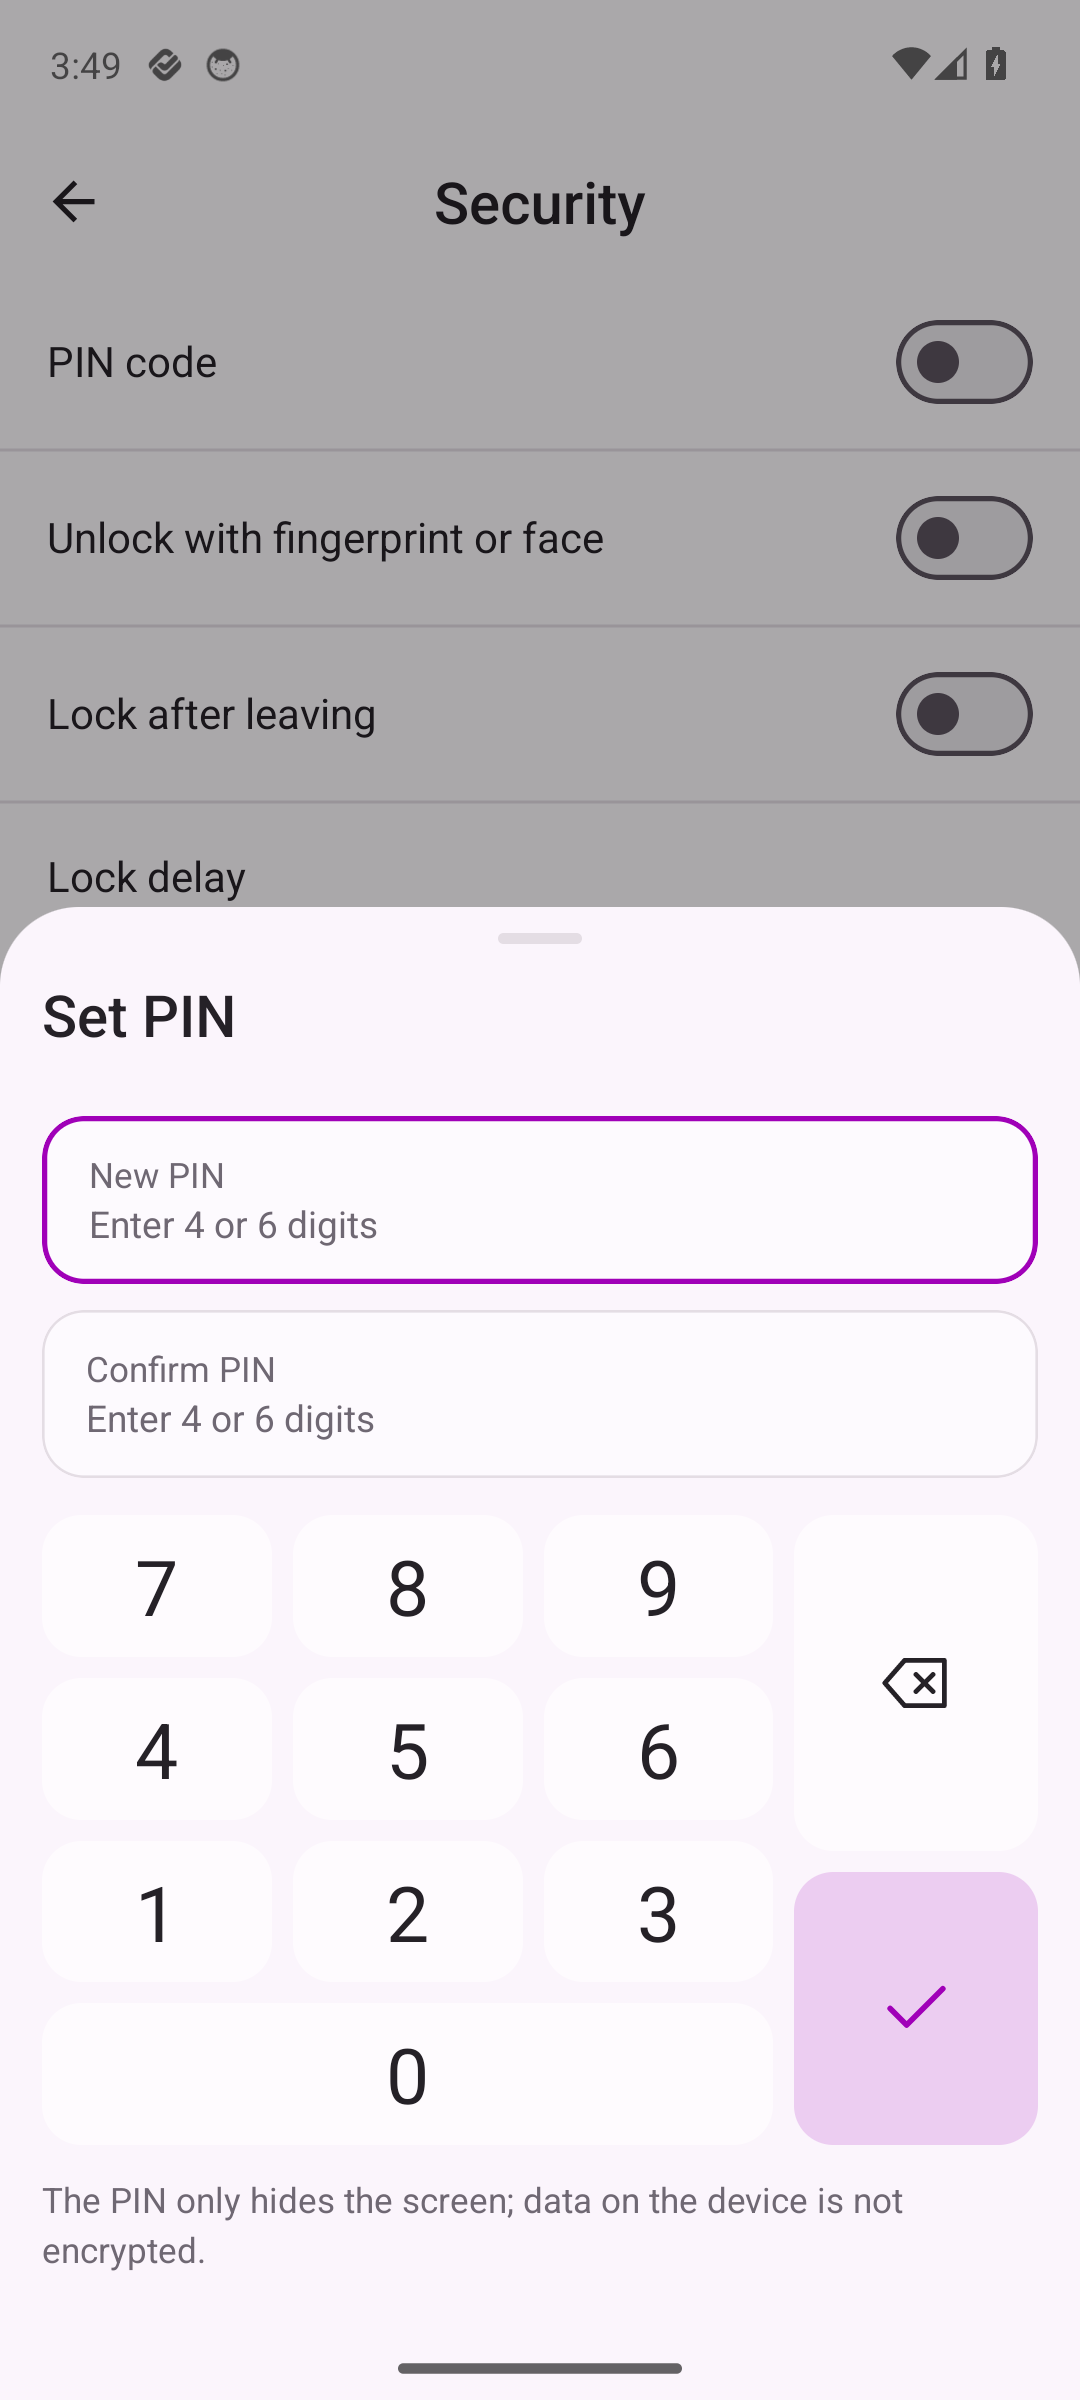 3:49
Security
PIN code
Unlock with fingerprint or face
Lock after leaving
Lock delay
Set PIN
New PIN
Enter 4 or 6 digits
Confirm PIN
Enter 4 or 6 digits
7 8 9
4 5 6
1 2 3
0
The PIN only hides the screen; data on the device is not
encrypted.